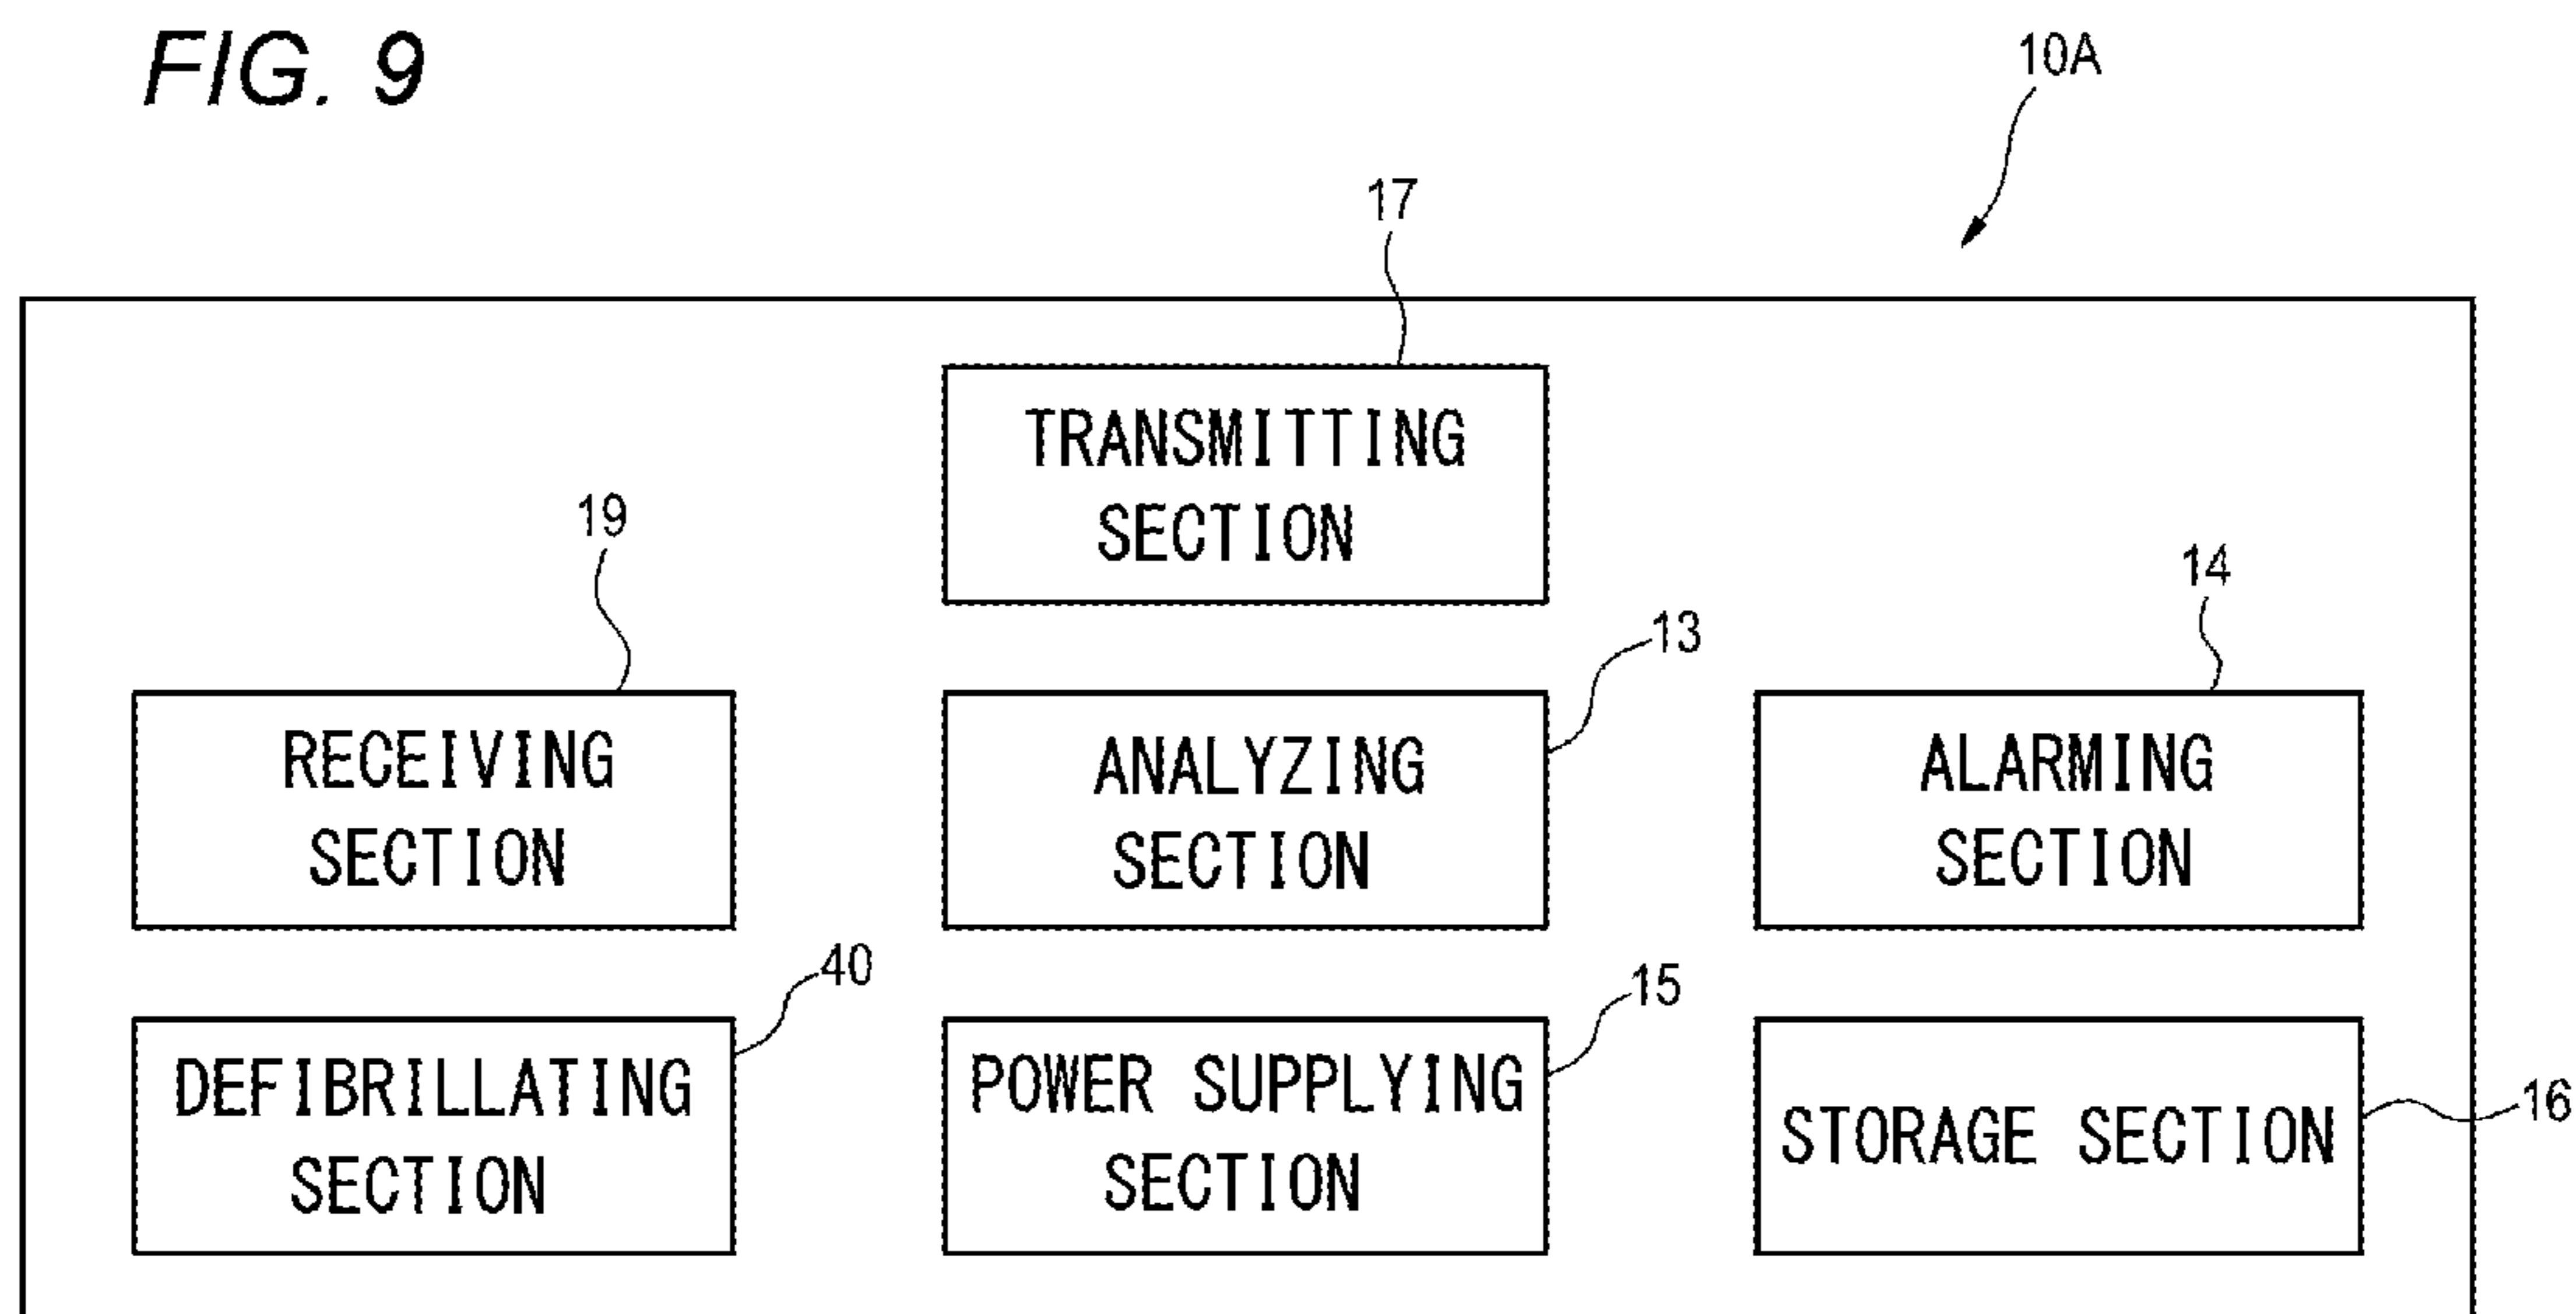 FIG. 9
10A
17
TRANSMITTING
SECTION
19
RECEIVING
SECTION
13
ANALYZING
SECTION
14
ALARMING
SECTION
40
DEFIBRILLATING
SECTION
15
POWER SUPPLYING
SECTION
16
STORAGE SECTION